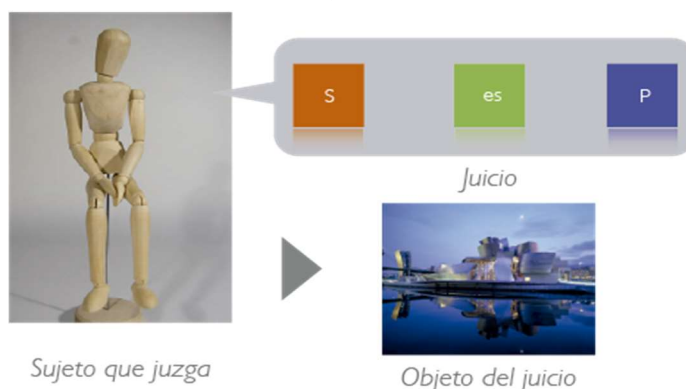 S
es
P
Juicio
Sujeto que juzga
Objeto del juicio